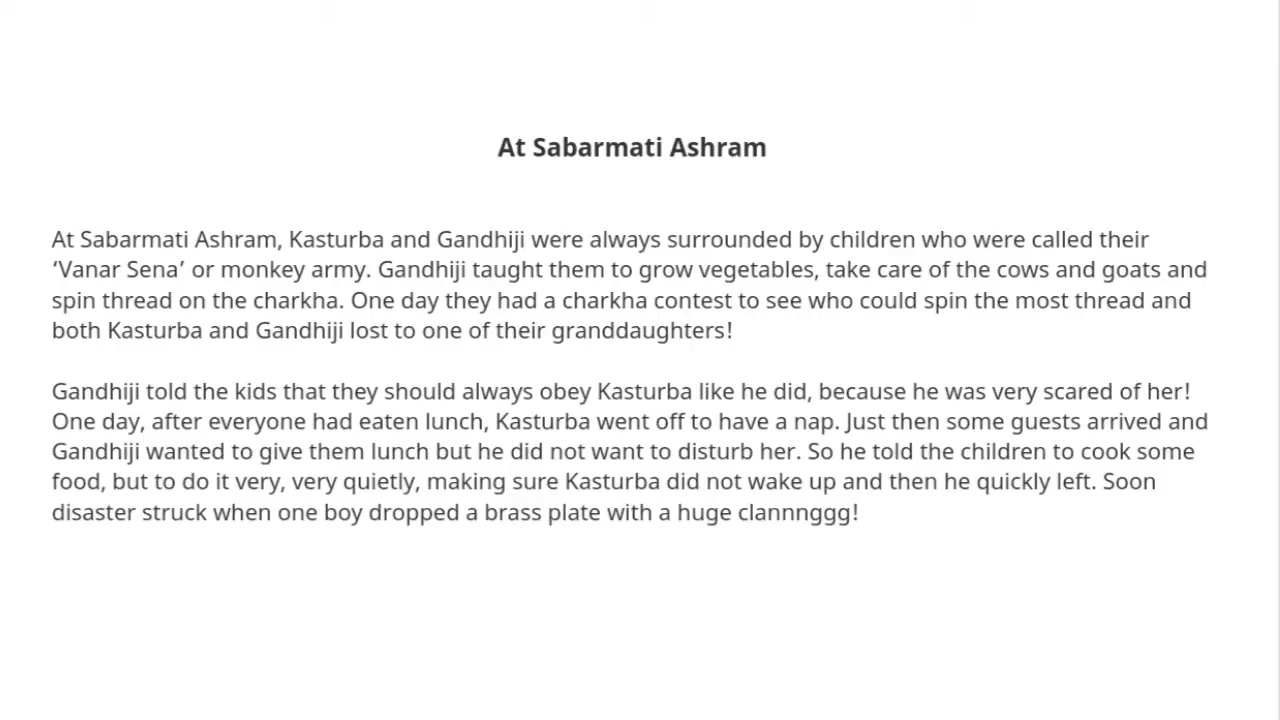 At Sabarmati Ashram
At Sabarmati Ashram, Kasturba and Gandhiji were always surrounded by children who were called their
‘Vanar Sena’ or monkey army. Gandhiji taught them to grow vegetables, take care of the cows and goats and
spin thread on the charkha. One day they had a charkha contest to see who could spin the most thread and
both Kasturba and Gandhiji lost to one of their granddaughters!
Gandhiji told the kids that they should always obey Kasturba like he did, because he was very scared of her!
One day, after everyone had eaten lunch, Kasturba went off to have a nap. Just then some guests arrived and
Gandhiji wanted to give them lunch but he did not want to disturb her. So he told the children to cook some
food, but to do it very, very quietly, making sure Kasturba did not wake up and then he quickly left. Soon
disaster struck when one boy dropped a brass plate with a huge clannnggg!